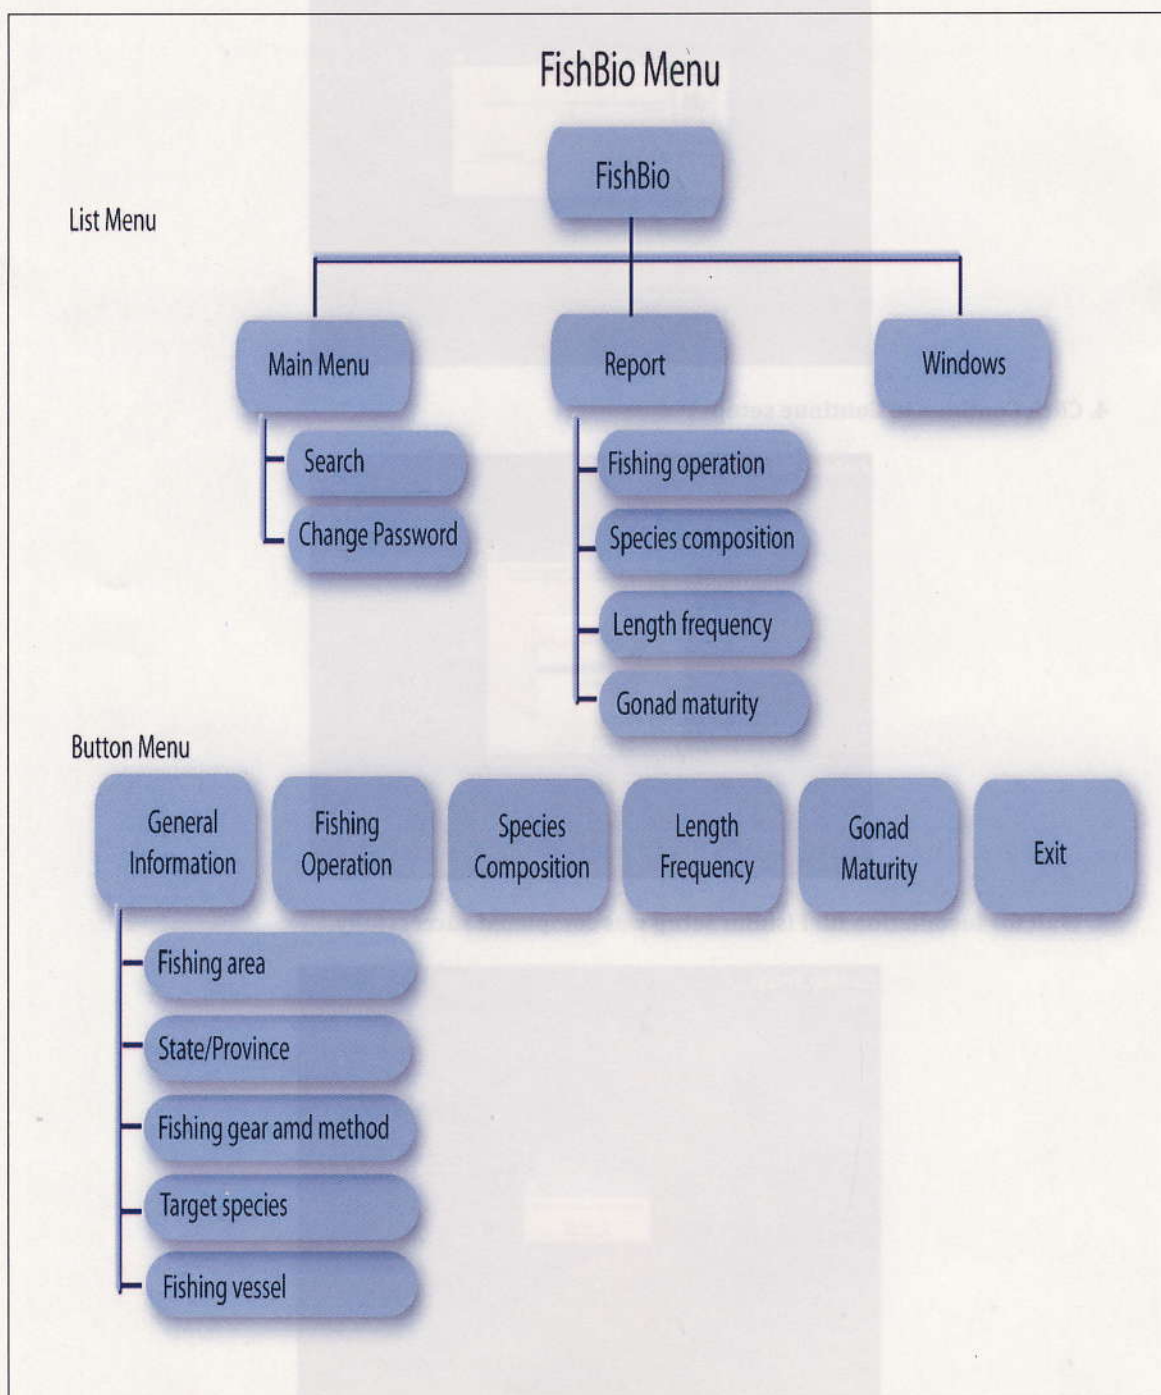 FishBio Menu
FishBio
List Menu
Main Menu
Report
Windows
Search
Change Password
Fishing operation
Species composition
Length frequency
Gonad maturity
Button Menu
General
Information
Fishing
Operation
Species
Composition
Length
Frequency
Gonad
Maturity
Exit
Fishing area
State/Province
Fishing gear amd method
Target species
Fishing vessel